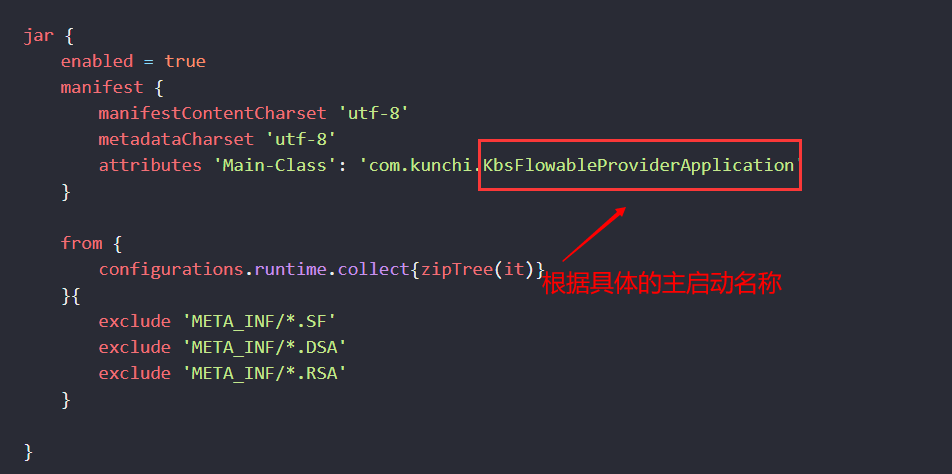 jar {
    enabled = true
    manifest {
        manifestContentCharset 'utf-8'
        metadataCharset 'utf-8'
        attributes 'Main-Class': 'com.kunchi.KbsFlowableProviderApplication'
    }
    from {
        configurations.runtime.collect{zipTree(it)}
根据具体的主启动名称
    }{
        exclude 'META_INF/*.SF'
        exclude 'META_INF/*.DSA'
        exclude 'META_INF/*.RSA'
    }
}